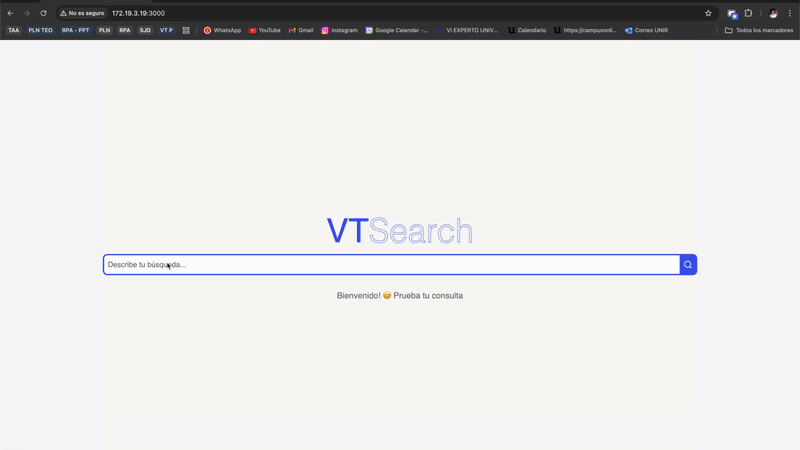 No es seguro 172.19.3.19:3000
TAA PLN TEO RPA - PPT PLN RPA SJD VT P WhatsApp YouTube Gmail Instagram Google Calendar -... VI EXPERTO UNIV... Calendario https://campusonli... Correo UNIR Todos los marcadores
VTSearch
Describe tu búsqueda...
Bienvenido! 😊 Prueba tu consulta